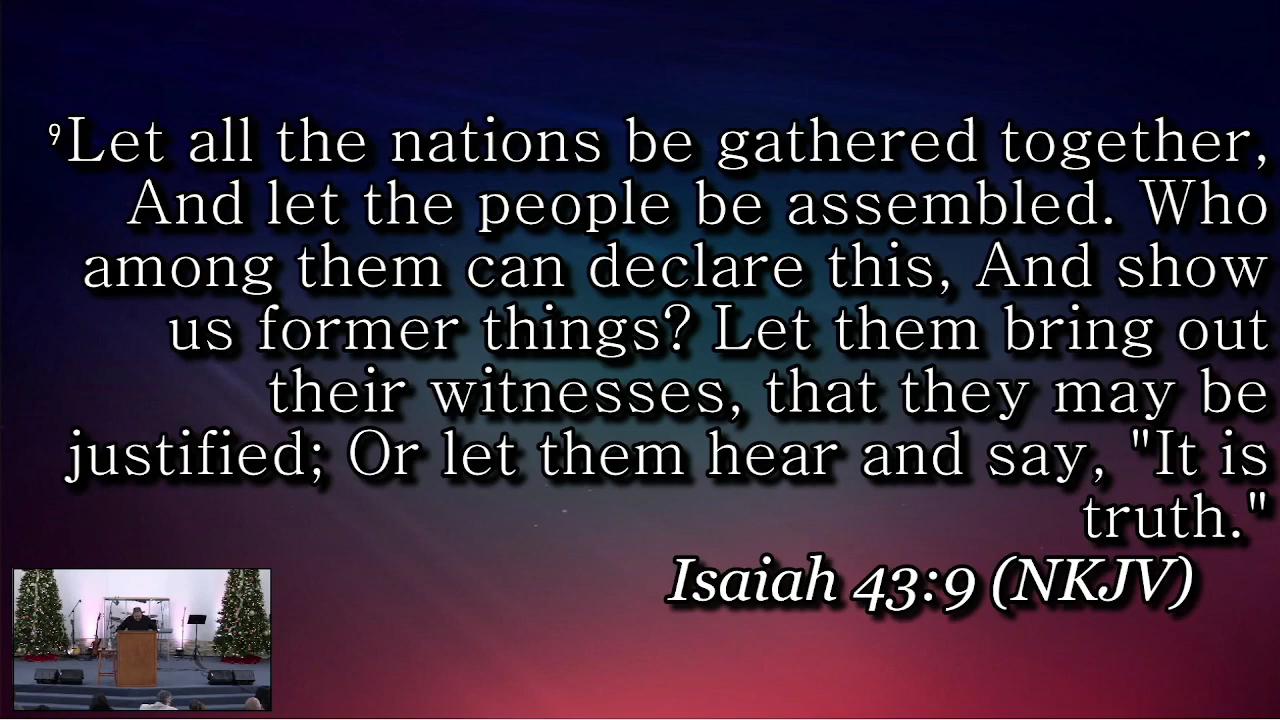 ⁹Let all the nations be gathered together,
And let the people be assembled. Who
among them can declare this, And show
us former things? Let them bring out
their witnesses, that they may be
justified; Or let them hear and say, "It is
truth."
Isaiah 43:9 (NKJV)